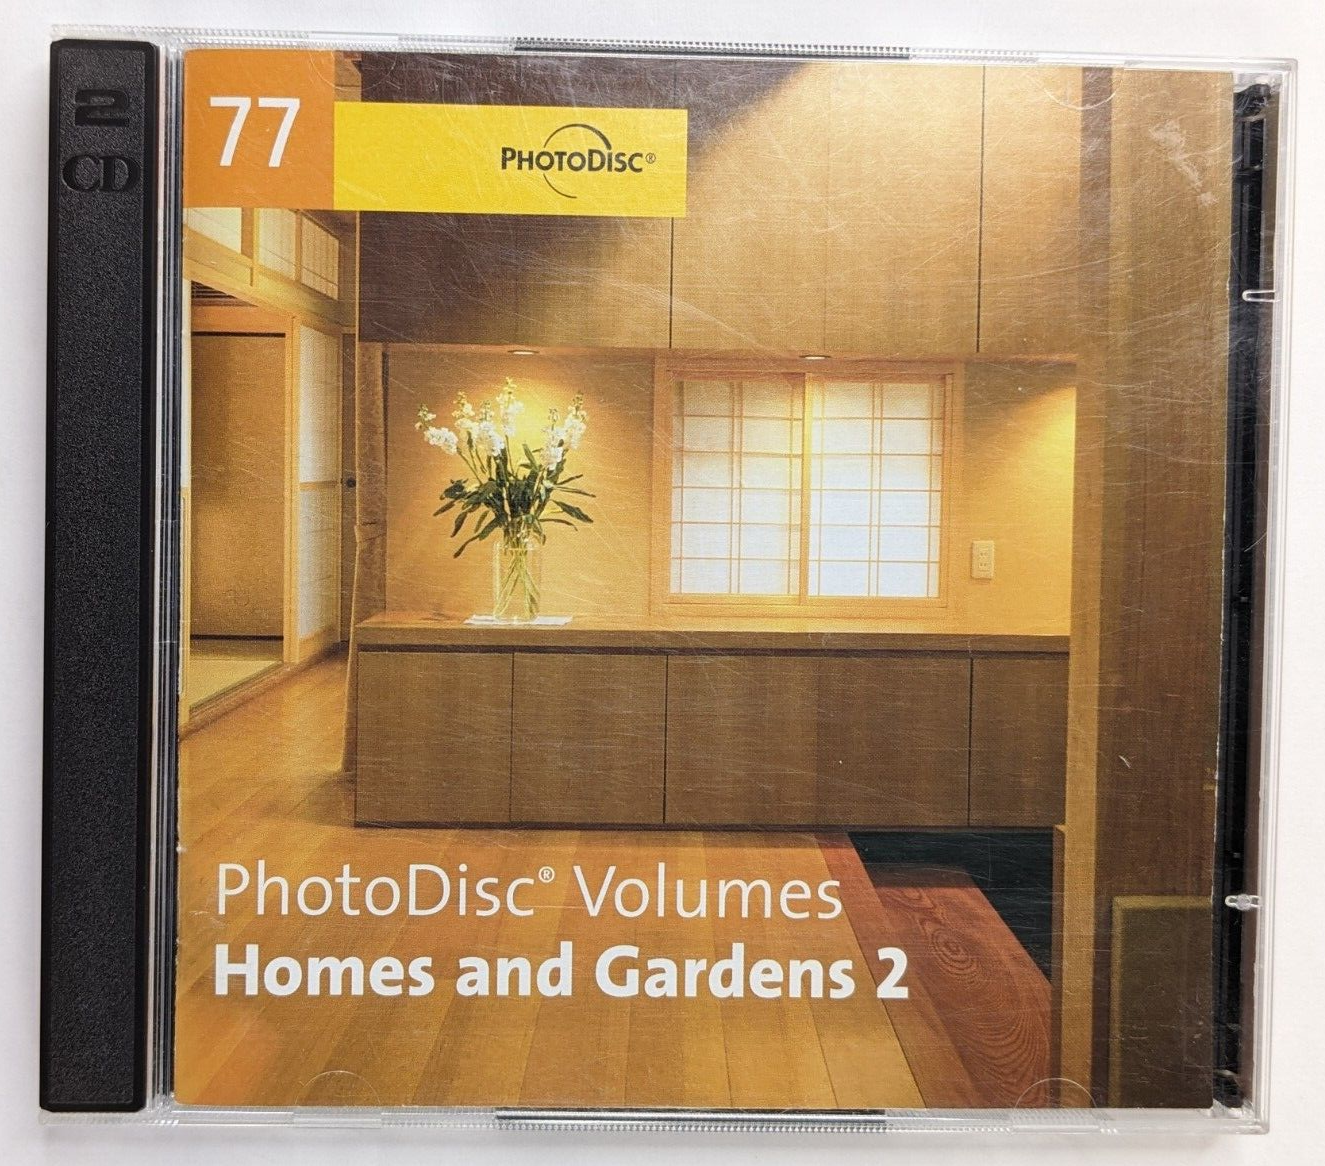 2
CD
77
PHOTODISC®
PhotoDisc® Volumes
Homes and Gardens 2